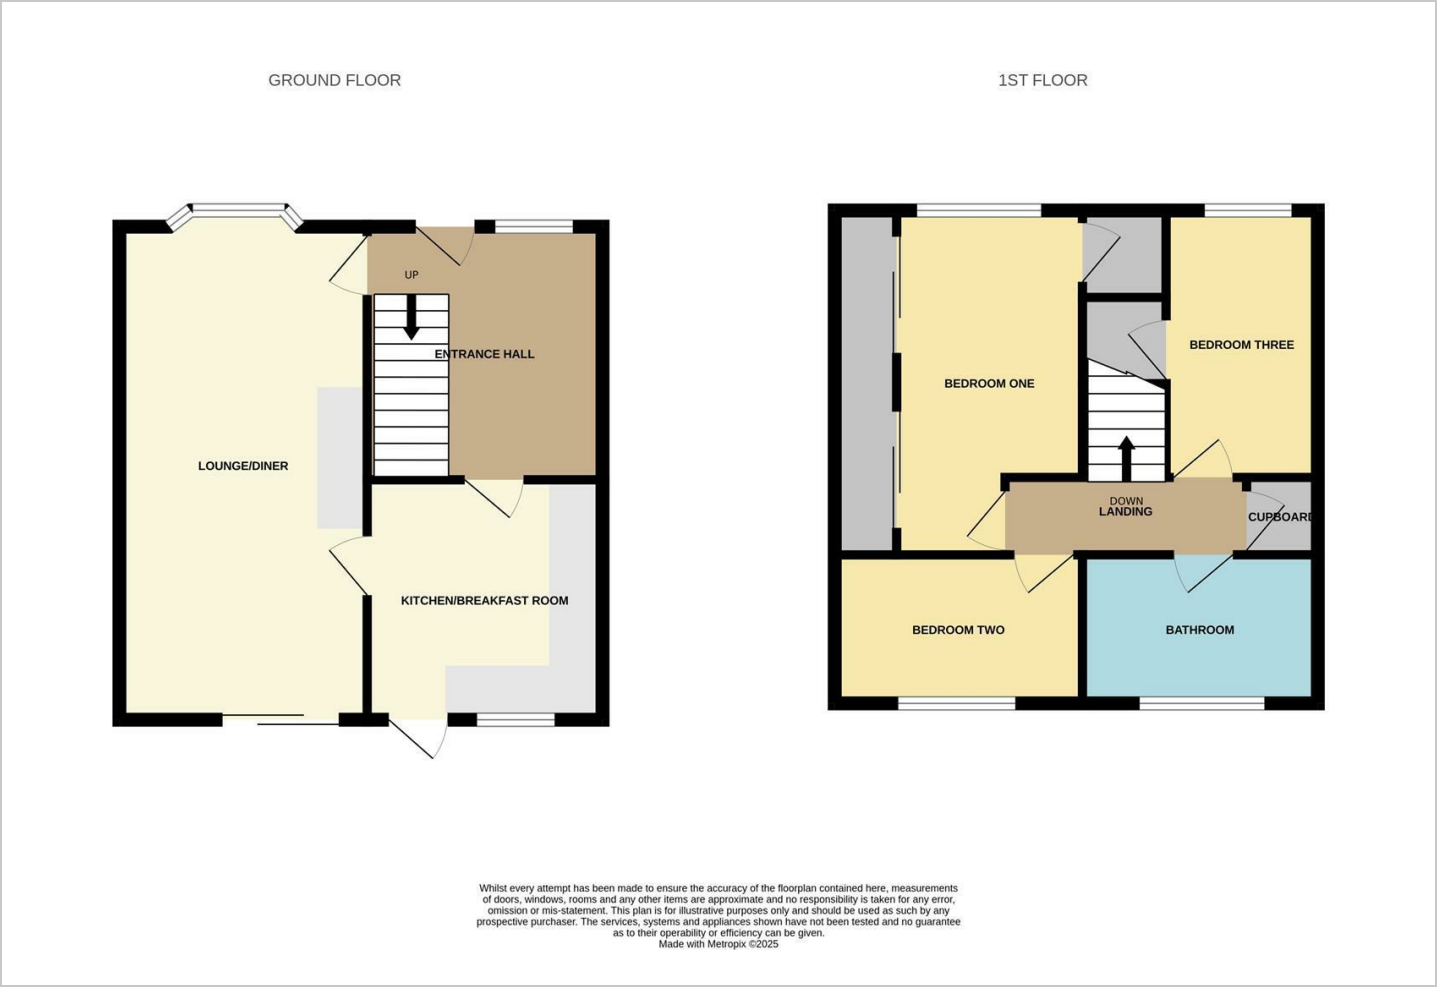 GROUND FLOOR
1ST FLOOR
UP
ENTRANCE HALL
LOUNGE/DINER
KITCHEN/BREAKFAST ROOM
BEDROOM ONE
BEDROOM THREE
DOWN
LANDING
CUPBOARD
BEDROOM TWO
BATHROOM
Whilst every attempt has been made to ensure the accuracy of the floorplan contained here, measurements
of doors, windows, rooms and any other items are approximate and no responsibility is taken for any error,
omission or mis-statement. This plan is for illustrative purposes only and should be used as such by any
prospective purchaser. The services, systems and appliances shown have not been tested and no guarantee
as to their operability or efficiency can be given.
Made with Metropix ©2025